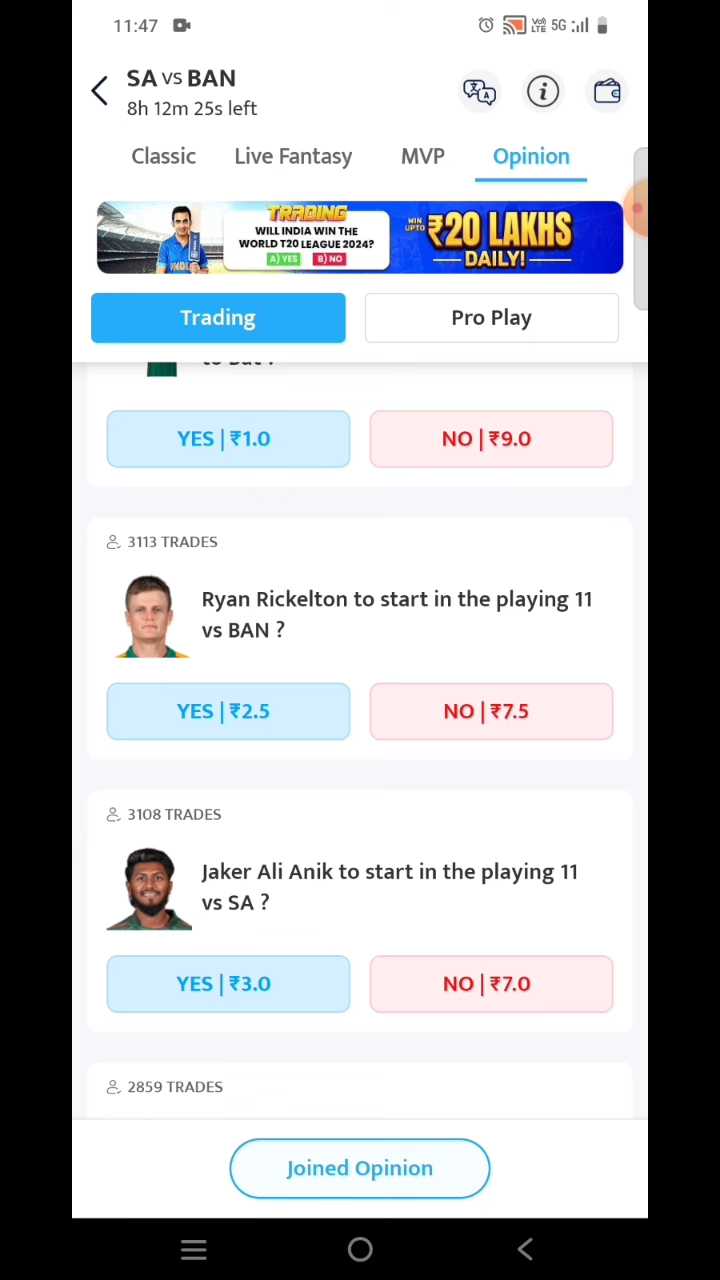 11:47
Vo) LTE 5G
SA vs BAN
8h 12m 25s left
Classic Live Fantasy MVP Opinion
TRADING
WILL INDIA WIN THE
WORLD T20 LEAGUE 2024?
A) YES B) NO
WIN UPTO ₹20 LAKHS
DAILY!
Trading Pro Play
YES | ₹1.0 NO | ₹9.0
3113 TRADES
Ryan Rickelton to start in the playing 11
vs BAN ?
YES | ₹2.5 NO | ₹7.5
3108 TRADES
Jaker Ali Anik to start in the playing 11
vs SA ?
YES | ₹3.0 NO | ₹7.0
2859 TRADES
Joined Opinion